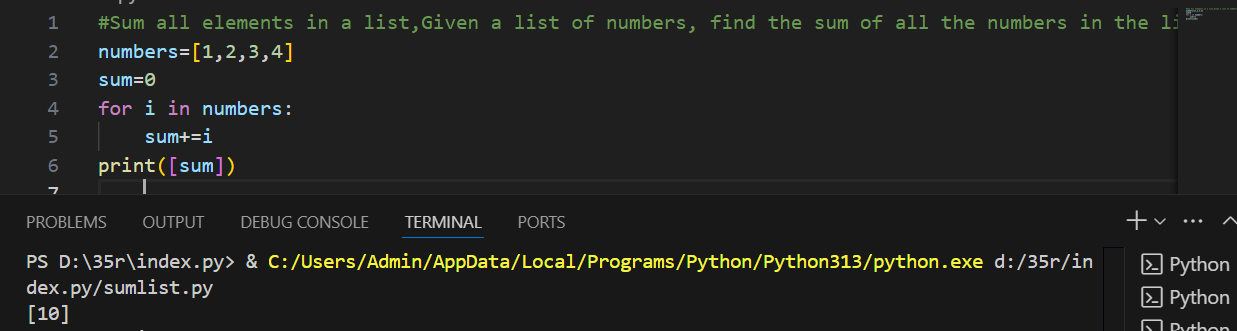 1 #Sum all elements in a list,Given a list of numbers, find the sum of all the numbers in the li
2 numbers=[1,2,3,4]
3 sum=0
4 for i in numbers:
5 sum+=i
6 print([sum])
7
PROBLEMS OUTPUT DEBUG CONSOLE TERMINAL PORTS
PS D:\35r\index.py> & C:/Users/Admin/AppData/Local/Programs/Python/Python313/python.exe d:/35r/in
dex.py/sumlist.py
[10]
Python
Python
Python